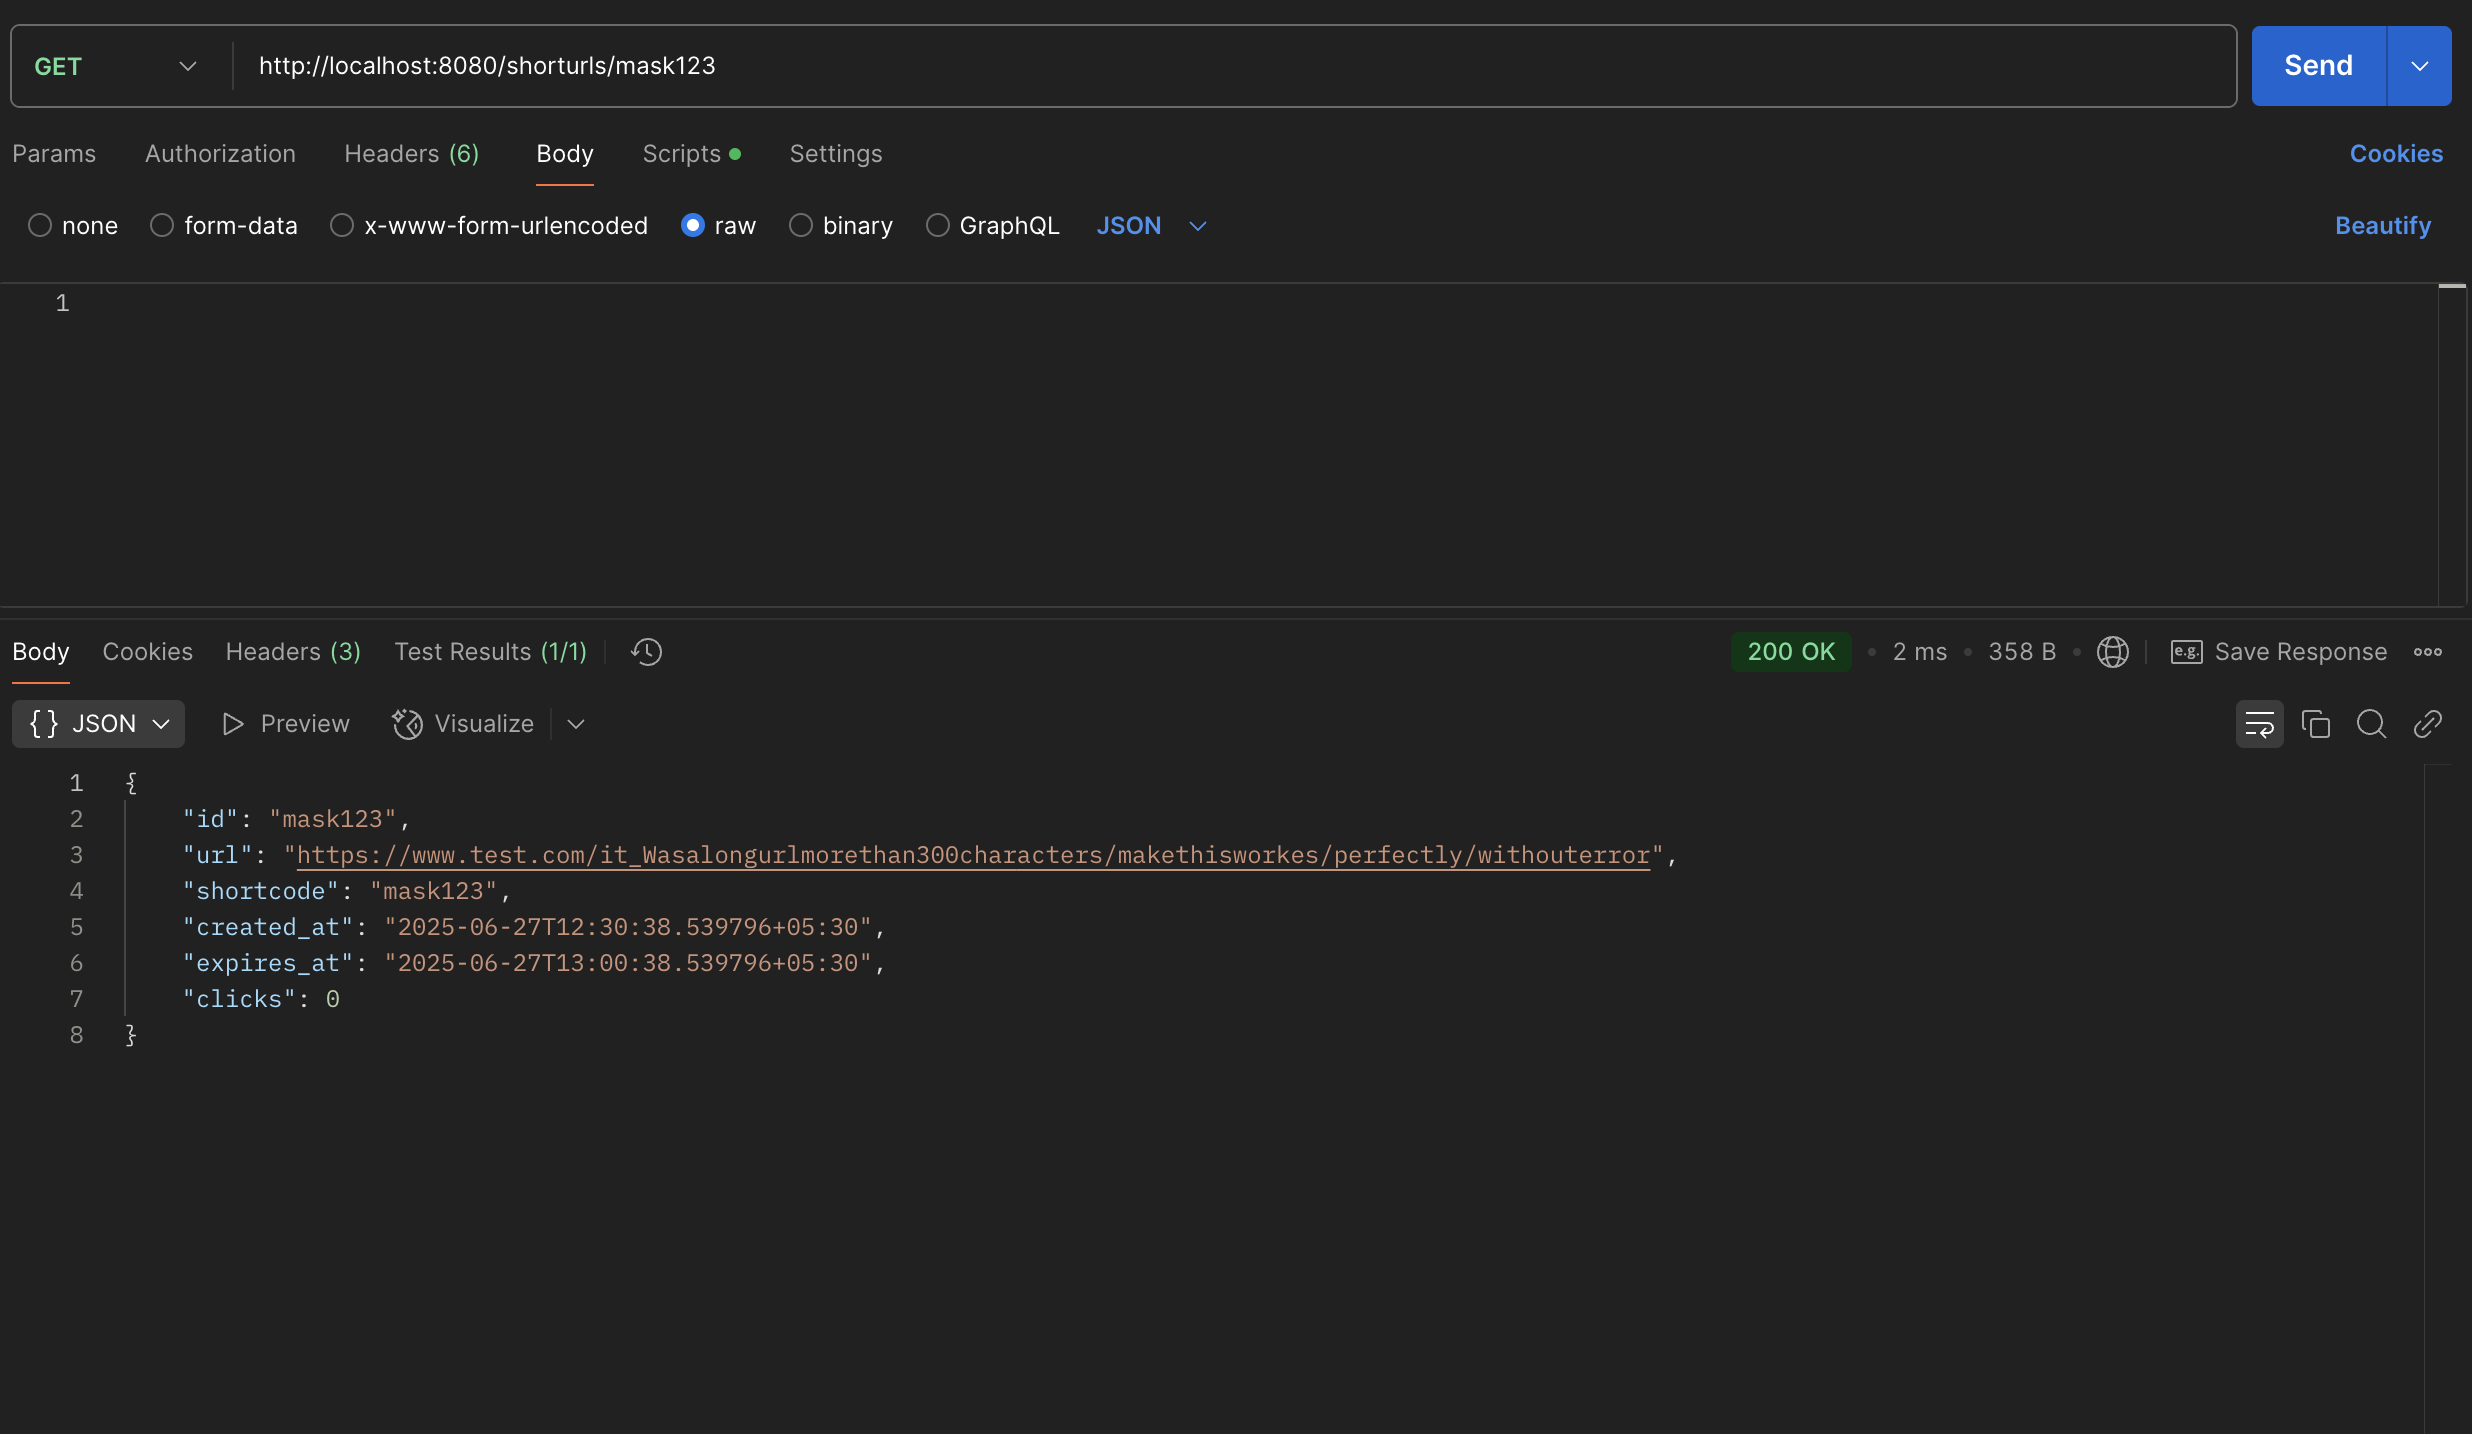 GET http://localhost:8080/shorturls/mask123 Send
Params Authorization Headers (6) Body Scripts Settings Cookies
none form-data x-www-form-urlencoded raw binary GraphQL JSON Beautify
1
Body Cookies Headers (3) Test Results (1/1) 200 OK • 2 ms • 358 B • e.g. Save Response
{} JSON Preview Visualize
1 {
2 "id": "mask123",
3 "url": "https://www.test.com/it_Wasalongurlmorethan300characters/makethisworkes/perfectly/withouterror",
4 "shortcode": "mask123",
5 "created_at": "2025-06-27T12:30:38.539796+05:30",
6 "expires_at": "2025-06-27T13:00:38.539796+05:30",
7 "clicks": 0
8 }